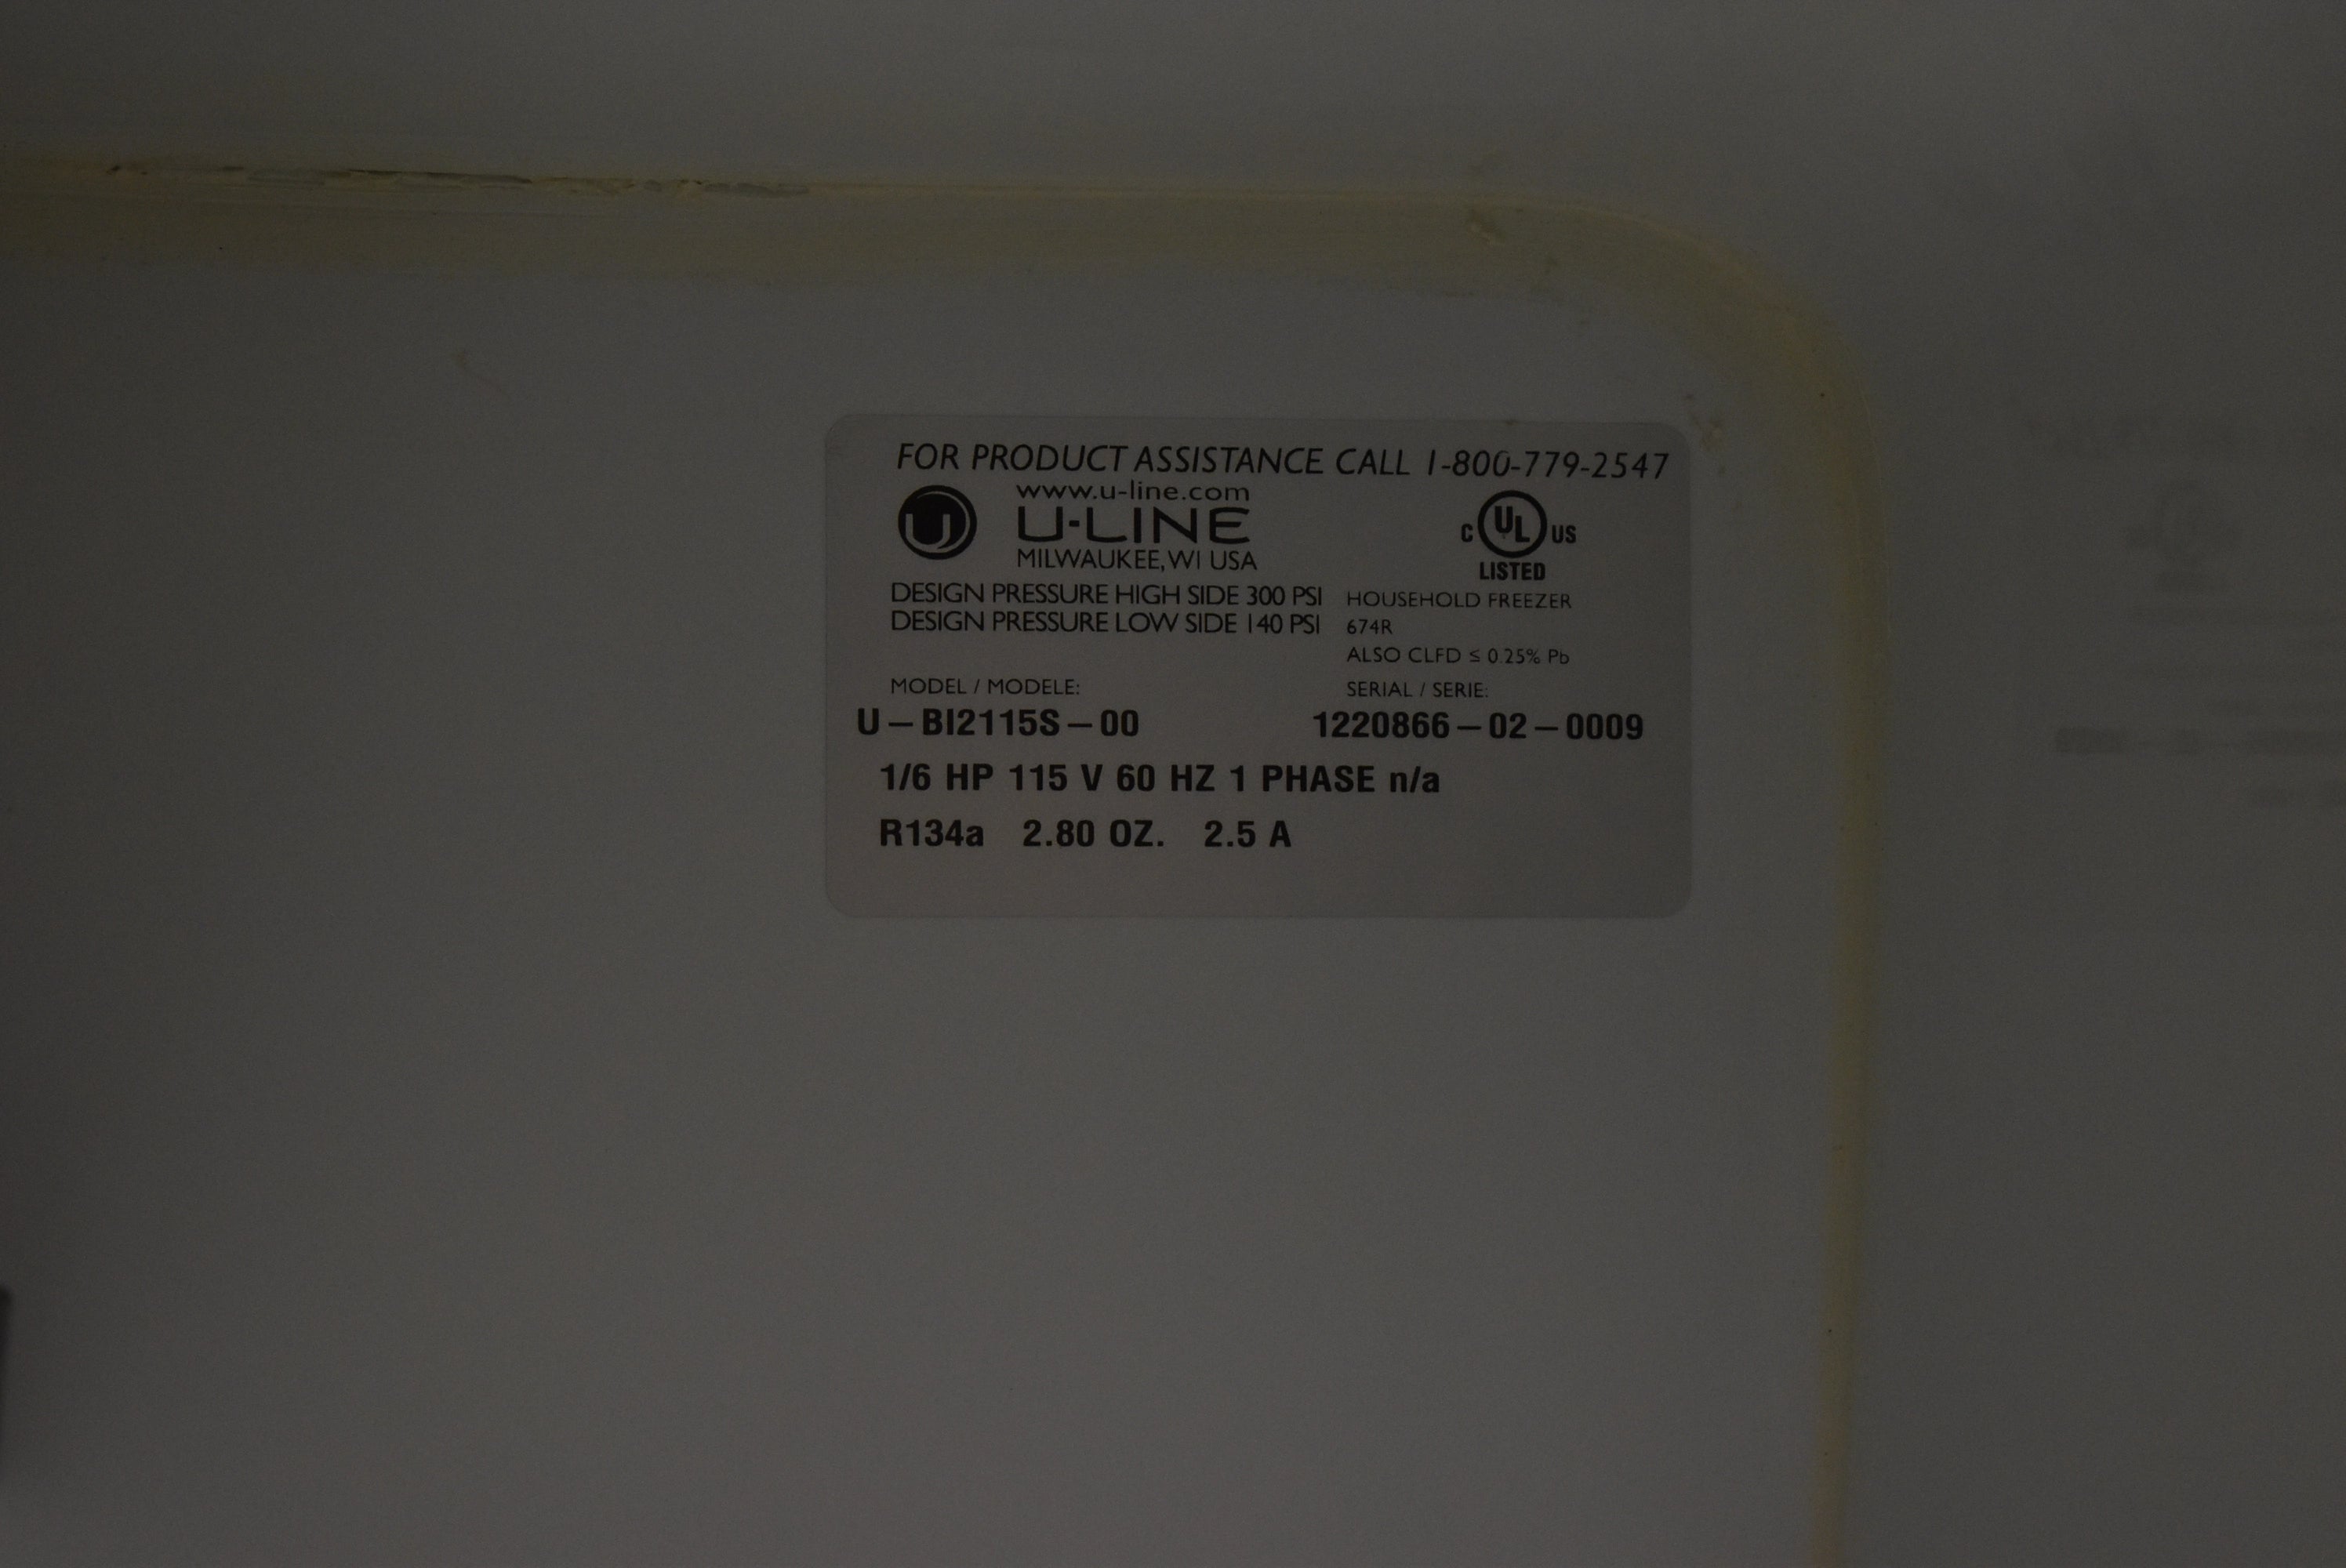 FOR PRODUCT ASSISTANCE CALL 1-800-779-2547
www.u-line.com
U U-LINE
C UL US
MILWAUKEE, WI USA
LISTED
DESIGN PRESSURE HIGH SIDE 300 PSI HOUSEHOLD FREEZER
DESIGN PRESSURE LOW SIDE 140 PSI 674R
ALSO CLFD ≤ 0.25% Pb
MODEL / MODELE: SERIAL / SERIE:
U – BI2115S – 00 1220866 – 02 – 0009
1/6 HP 115 V 60 HZ 1 PHASE n/a
R134a 2.80 OZ. 2.5 A